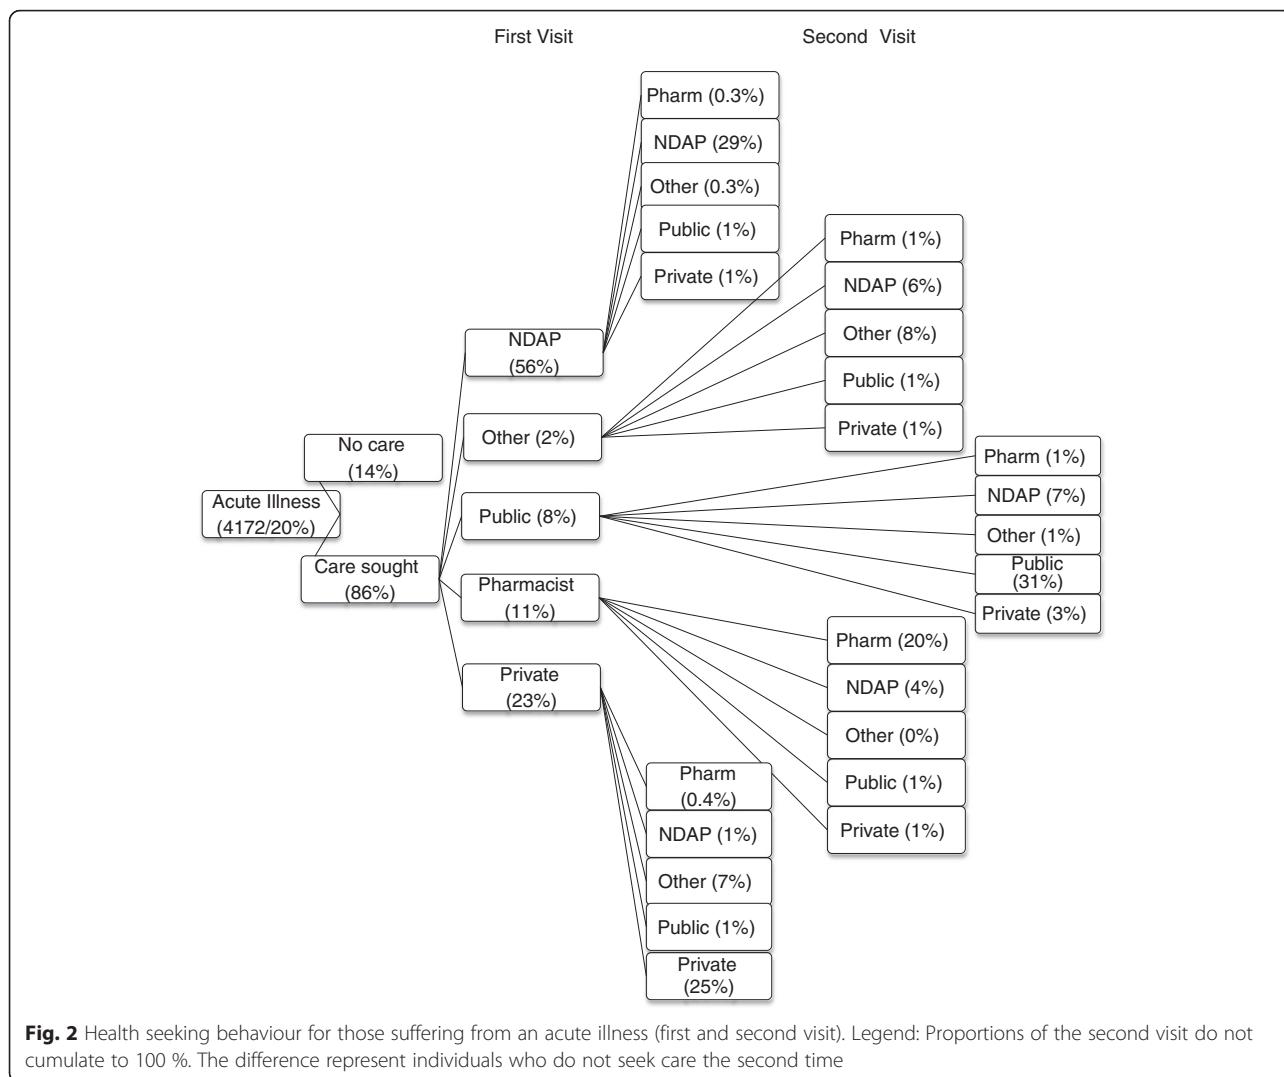 First Visit
Second Visit
Pharm (0.3%)
NDAP (29%)
Other (0.3%)
Public (1%)
Private (1%)
Pharm (1%)
NDAP (6%)
Other (8%)
Public (1%)
Private (1%)
NDAP
(56%)
Other (2%)
Public (8%)
Pharmacist
(11%)
Private
(23%)
No care
(14%)
Acute Illness
(4172/20%)
Care sought
(86%)
Pharm (1%)
NDAP (7%)
Other (1%)
Public
(31%)
Private (3%)
Pharm (20%)
NDAP (4%)
Other (0%)
Public (1%)
Private (1%)
Pharm
(0.4%)
NDAP (1%)
Other (7%)
Public (1%)
Private
(25%)
Fig. 2 Health seeking behaviour for those suffering from an acute illness (first and second visit). Legend: Proportions of the second visit do not
cumulate to 100 %. The difference represent individuals who do not seek care the second time